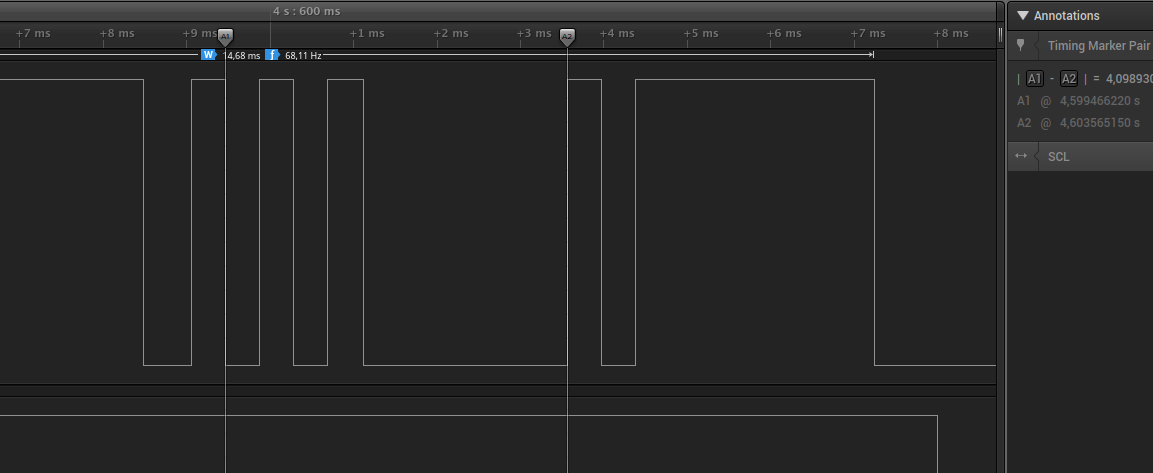 4 s : 600 ms
+7 ms +8 ms +9 ms A1 +1 ms +2 ms +3 ms A2 +4 ms +5 ms +6 ms +7 ms +8 ms
W 14,68 ms f 68,11 Hz
Annotations
Timing Marker Pair
| A1 - A2 | = 4,098930
A1 @ 4,599466220 s
A2 @ 4,603565150 s
SCL